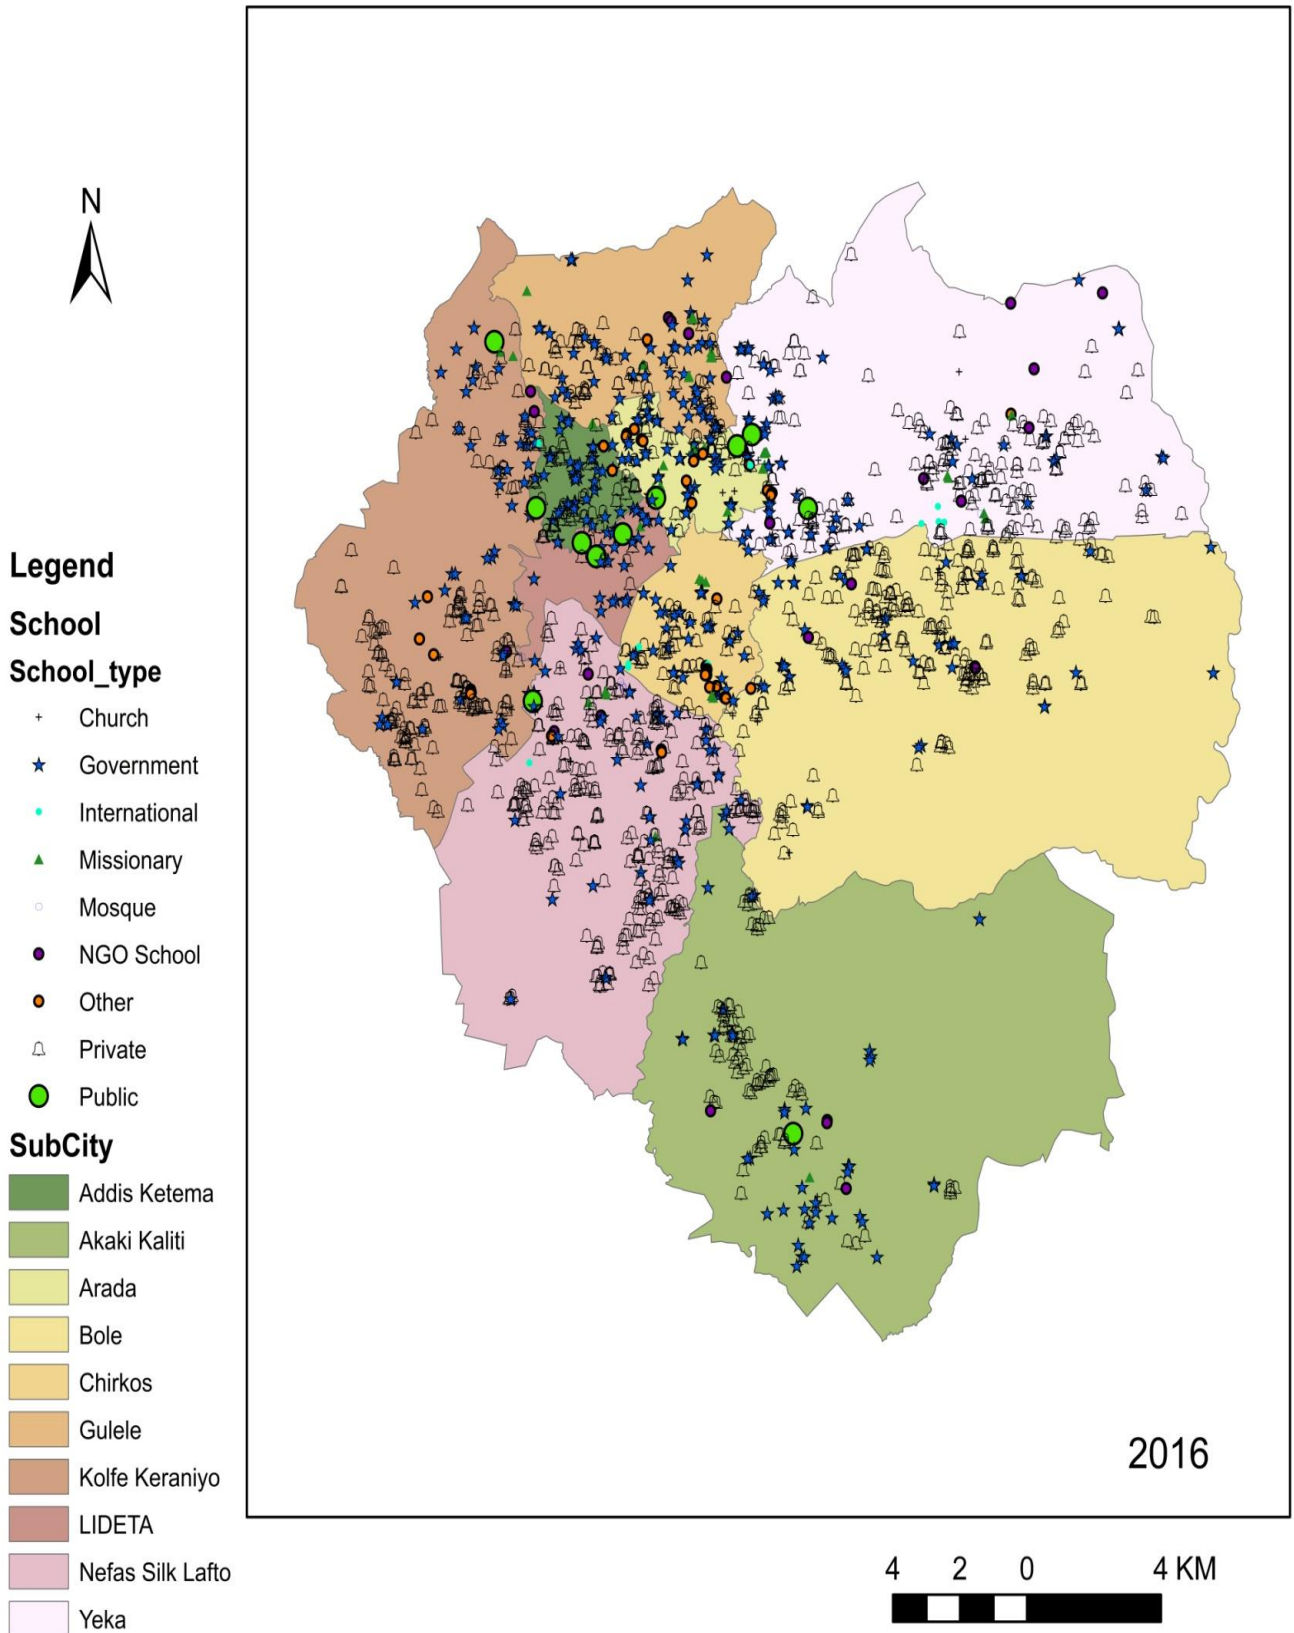 N
Legend
School
School_type
Church
Government
International
Missionary
Mosque
NGO School
Other
Private
Public
SubCity
Addis Ketema
Akaki Kaliti
Arada
Bole
Chirkos
Gulele
Kolfe Keraniyo
LIDETA
Nefas Silk Lafto
Yeka
2016
4 2 0 4 KM